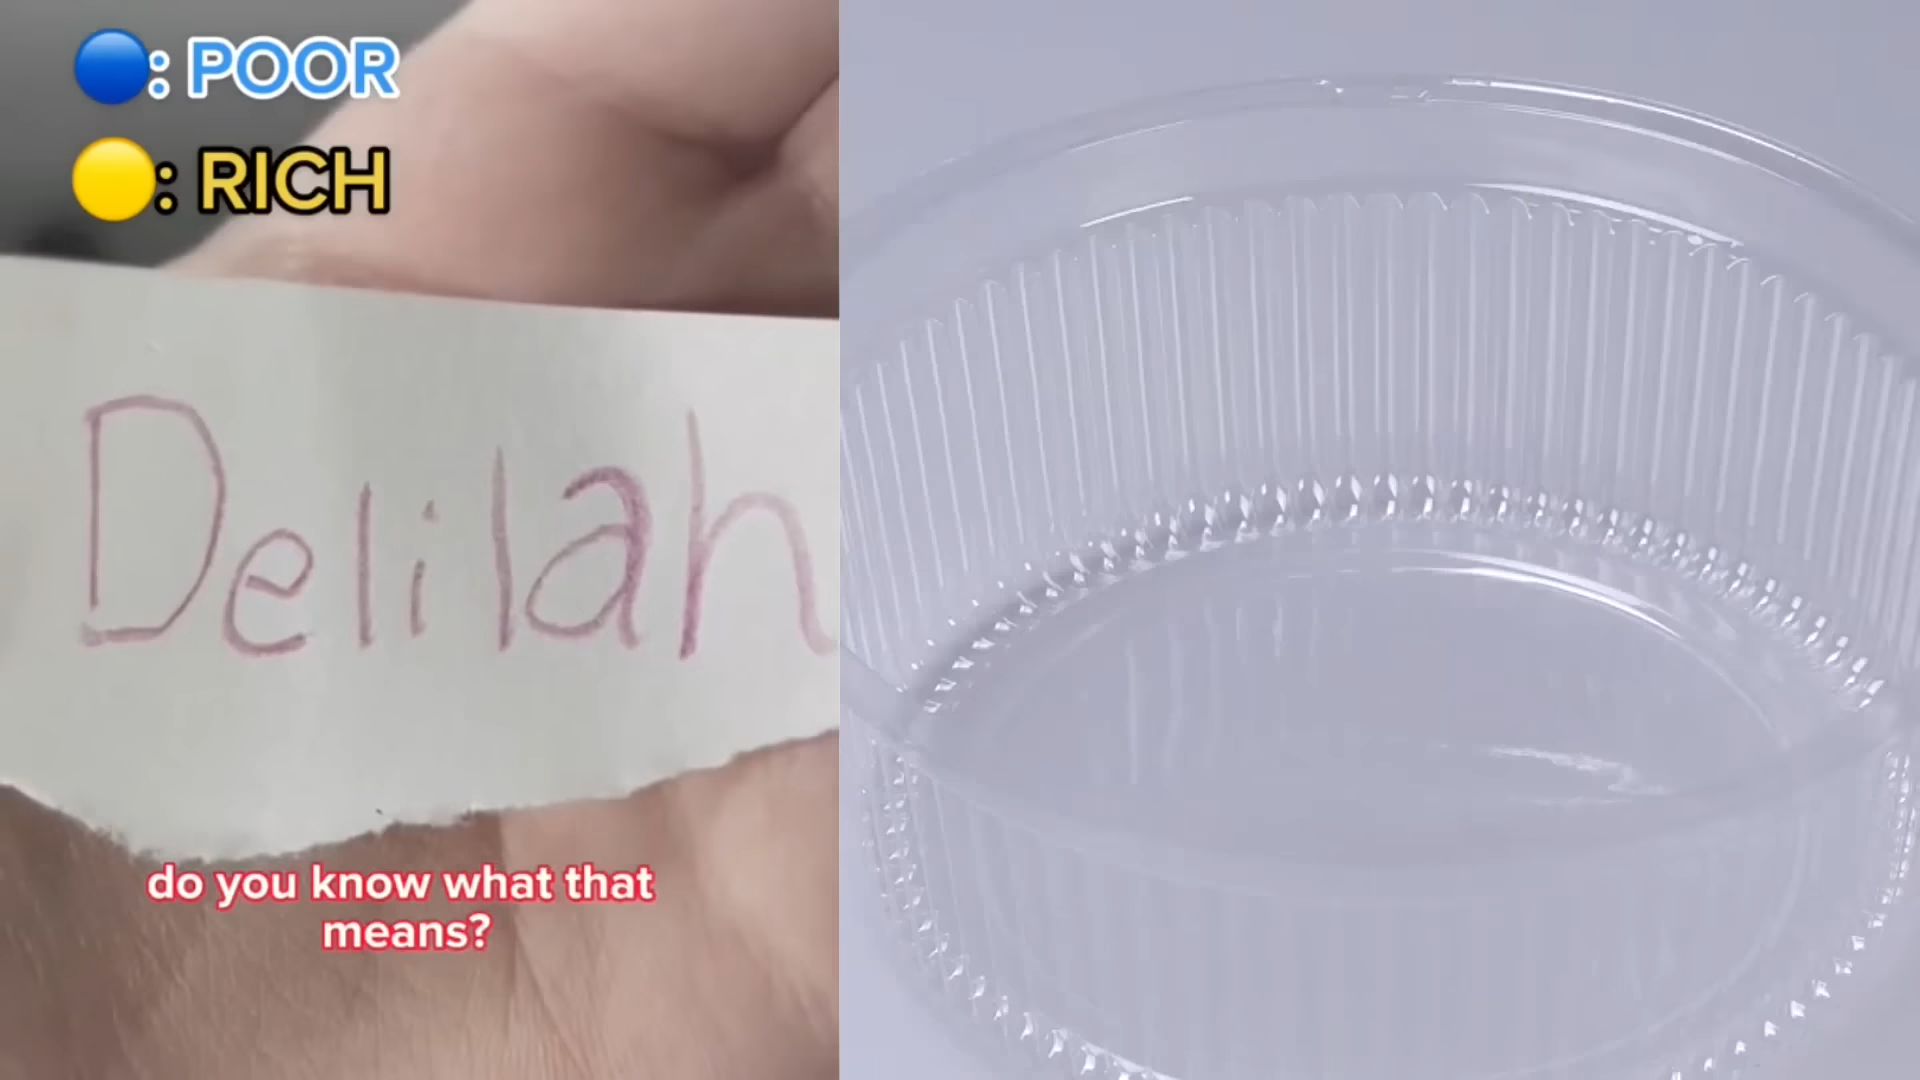 🔵: POOR
🟡: RICH
Delilah
do you know what that
means?